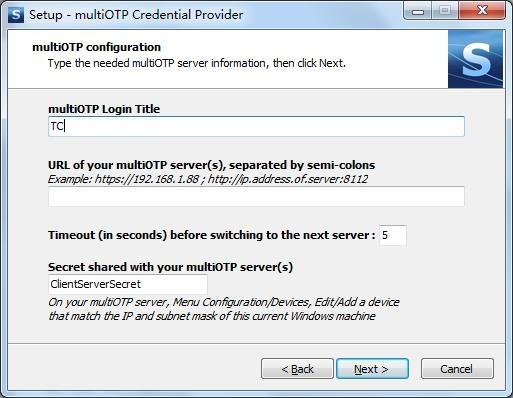 S Setup - multiOTP Credential Provider
multiOTP configuration
Type the needed multiOTP server information, then click Next.
S
multiOTP Login Title
TC
URL of your multiOTP server(s), separated by semi-colons
Example: https://192.168.1.88 ; http://ip.address.of.server:8112
Timeout (in seconds) before switching to the next server : 5
Secret shared with your multiOTP server(s)
ClientServerSecret
On your multiOTP server, Menu Configuration/Devices, Edit/Add a device
that match the IP and subnet mask of this current Windows machine
< Back Next > Cancel